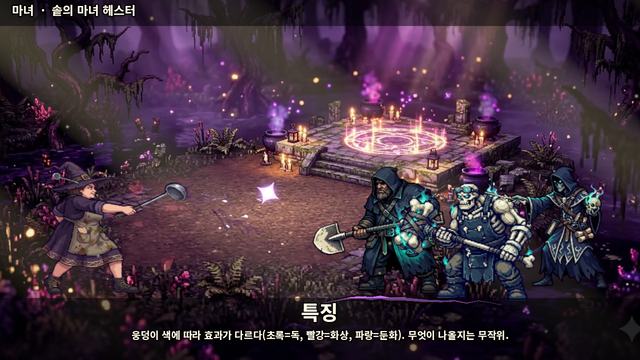 마녀 · 솥의 마녀 헤스터
특징
웅덩이 색에 따라 효과가 다르다(초록=독, 빨강=화상, 파랑=둔화). 무엇이 나올지는 무작위.